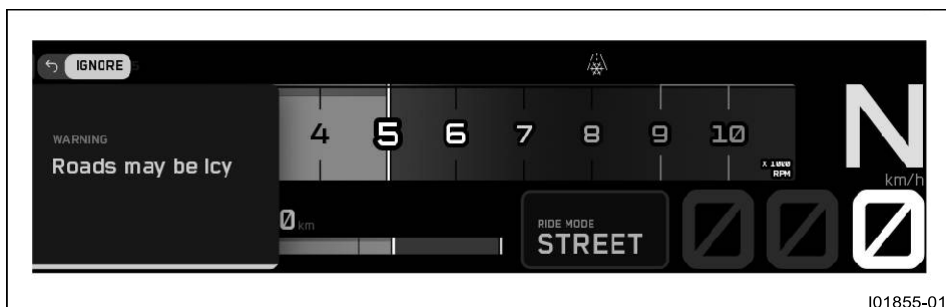 IGNORE
WARNING
Roads may be Icy
4 5 6 7 8 9 10
X 1000
RPM
N
km/h
0 km
RIDE MODE
STREET
000
I01855-01